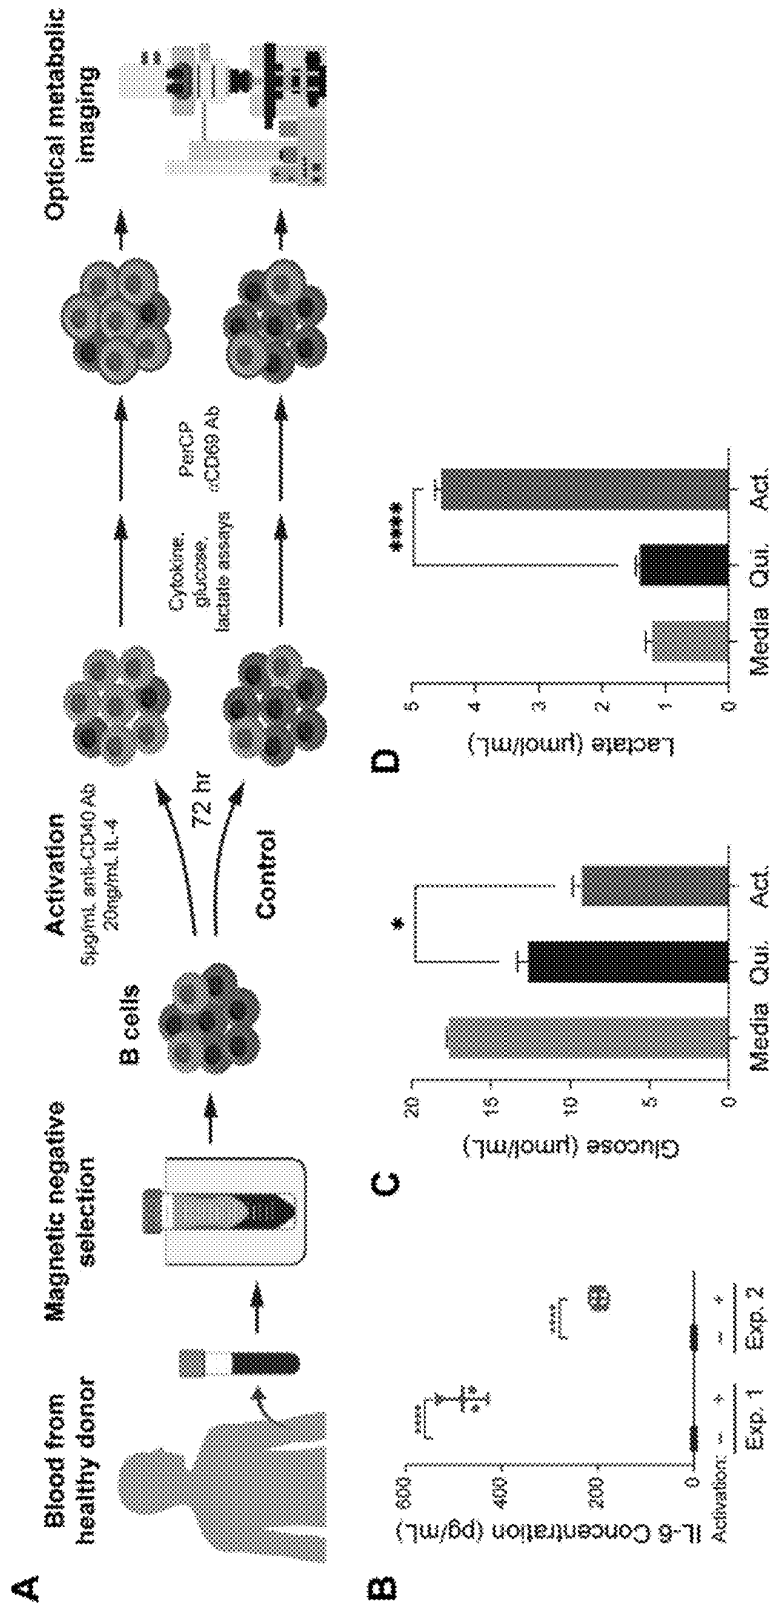 A
Blood from
healthy donor
Magnetic negative
selection
B cells
Activation
5µg/mL anti-CD40 Ab
20ng/mL IL-4
72 hr
Control
Cytokine,
glucose,
lactate assays
PerCP
αCD69 Ab
Optical metabolic
imaging
B
IL-6 Concentration (pg/mL)
600
400
200
0
****
****
Activation: − + − +
Exp. 1 Exp. 2
C
Glucose (µmol/mL)
20
15
10
5
0
*
Media Qui. Act.
D
Lactate (µmol/mL)
5
4
3
2
1
0
****
Media Qui. Act.